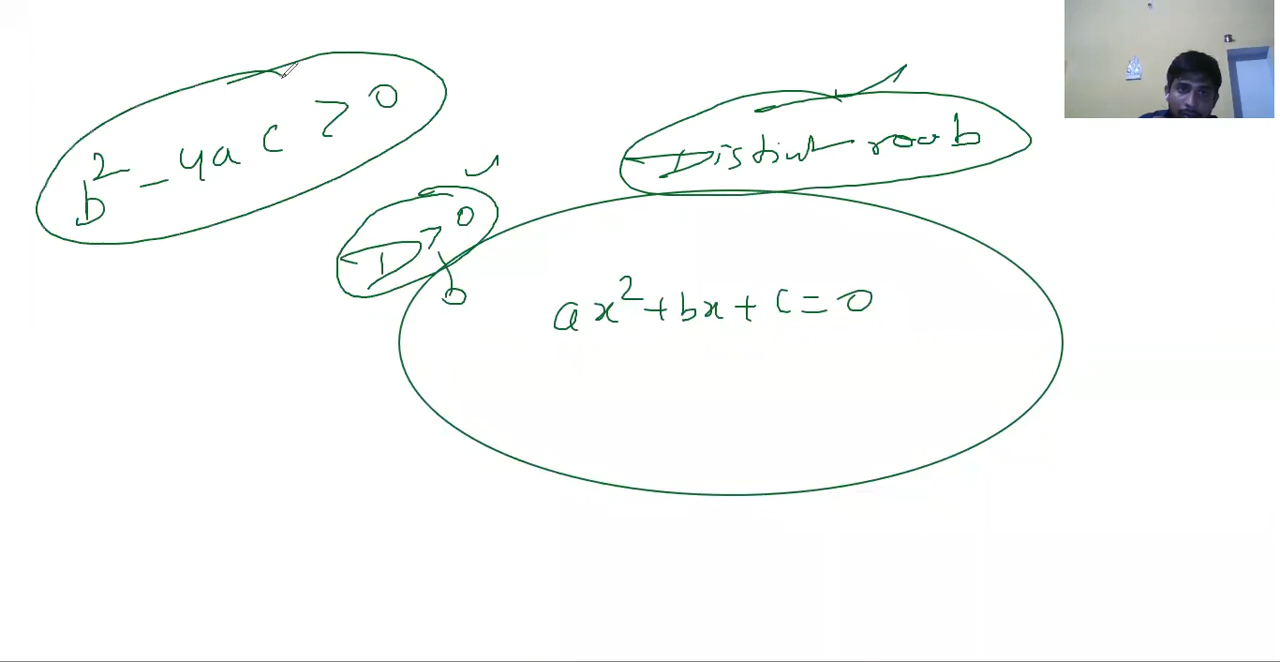 b² - 4ac > 0
Distinct roots
D > 0
b
ax² + bx + c = 0